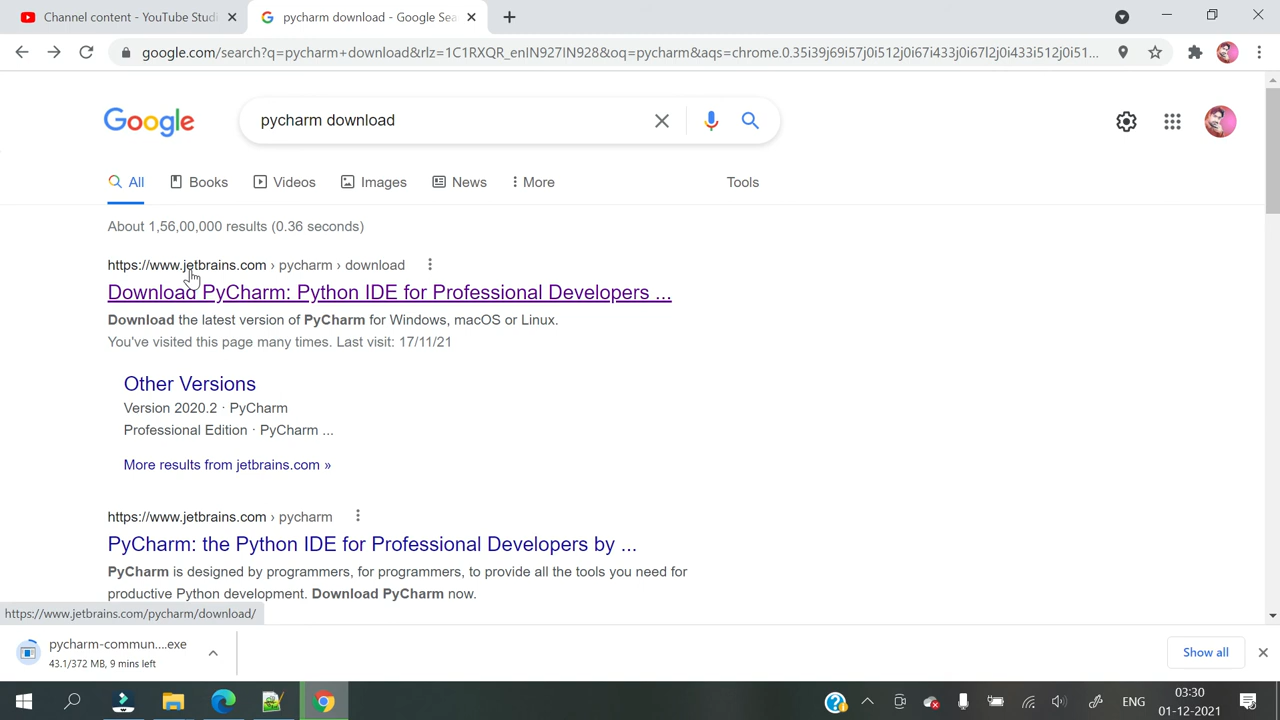 Channel content - YouTube Studi
pycharm download - Google Sea
google.com/search?q=pycharm+download&rlz=1C1RXQR_enIN927IN928&oq=pycharm&aqs=chrome.0.35i39j69i57j0i512j0i67i433j0i67l2j0i433i512j0i51...
Google
pycharm download
All
Books
Videos
Images
News
More
Tools
About 1,56,00,000 results (0.36 seconds)
https://www.jetbrains.com › pycharm › download
Download PyCharm: Python IDE for Professional Developers ...
Download the latest version of PyCharm for Windows, macOS or Linux.
You've visited this page many times. Last visit: 17/11/21
Other Versions
Version 2020.2 · PyCharm
Professional Edition · PyCharm ...
More results from jetbrains.com »
https://www.jetbrains.com › pycharm
PyCharm: the Python IDE for Professional Developers by ...
PyCharm is designed by programmers, for programmers, to provide all the tools you need for
productive Python development. Download PyCharm now.
https://www.jetbrains.com/pycharm/download/
pycharm-commun....exe
43.1/372 MB, 9 mins left
Show all
ENG
03:30
01-12-2021